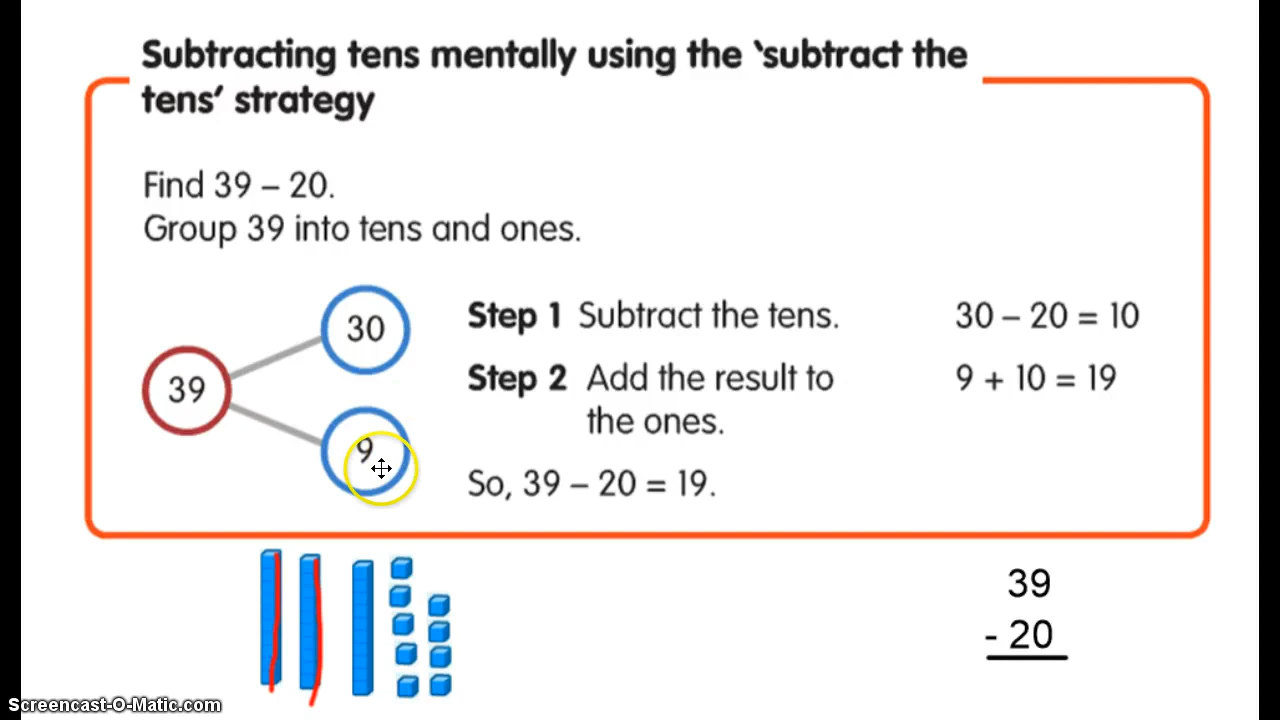 Subtracting tens mentally using the ‘subtract the
tens’ strategy
Find 39 – 20.
Group 39 into tens and ones.
39
30
9
Step 1 Subtract the tens. 30 – 20 = 10
Step 2 Add the result to 9 + 10 = 19
the ones.
So, 39 – 20 = 19.
39
- 20
Screencast-O-Matic.com